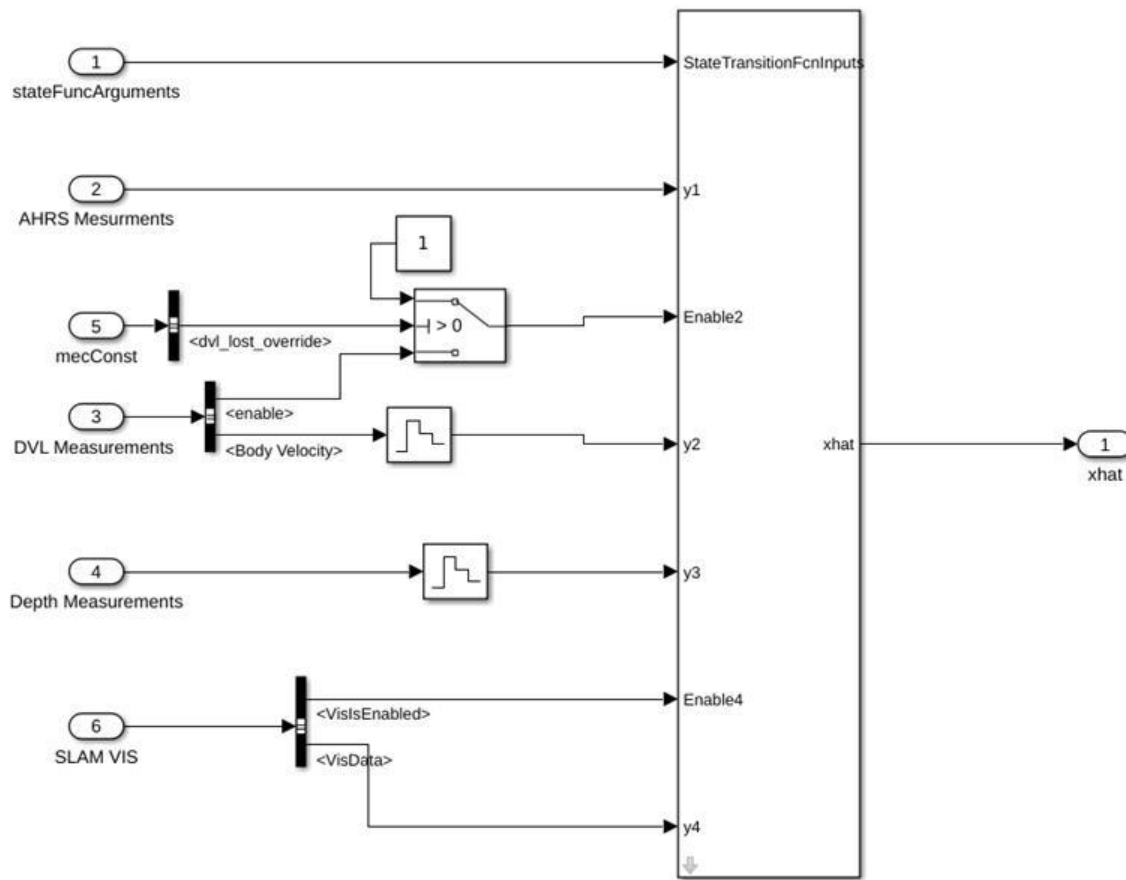 1
StateTransitionFcnInputs
stateFuncArguments
2
y1
AHRS Mesurments
1
5
> 0
Enable2
mecConst
<dvl_lost_override>
3
<enable>
DVL Measurements
<Body Velocity>
y2
xhat
1
xhat
4
y3
Depth Measurements
Enable4
6
<VisIsEnabled>
SLAM VIS
<VisData>
y4